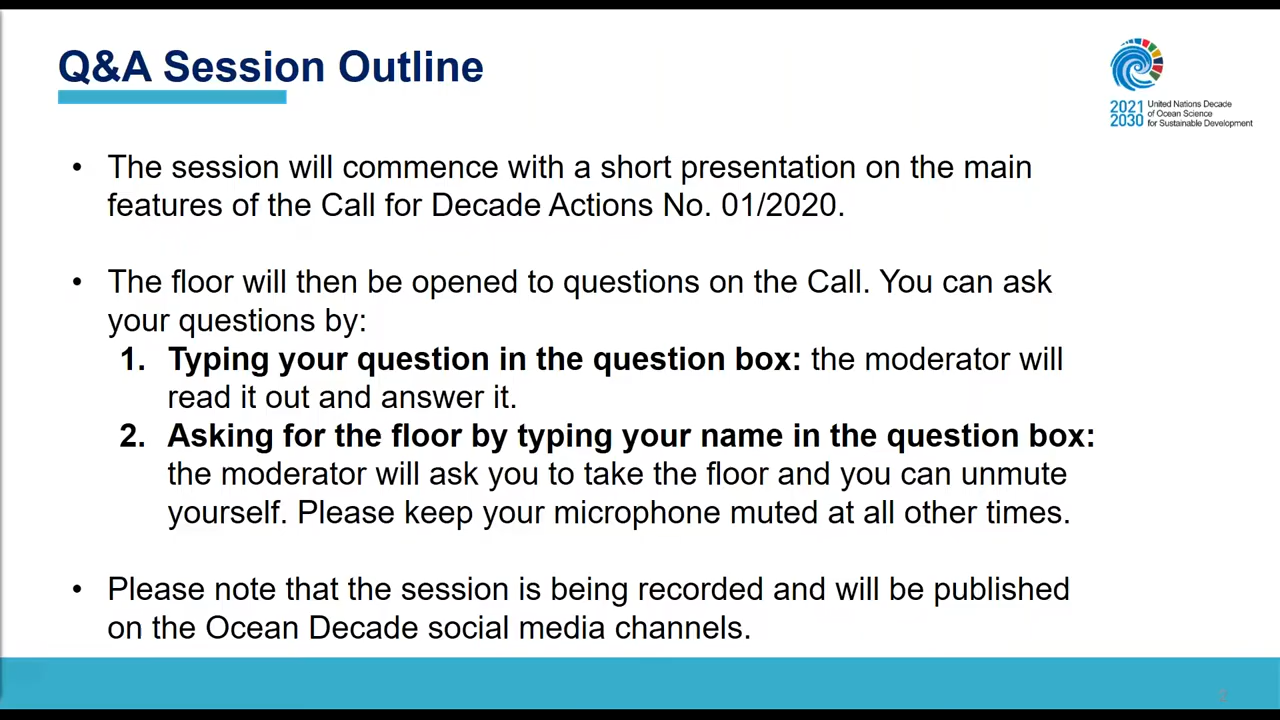 Q&A Session Outline
2021 United Nations Decade
of Ocean Science
2030 for Sustainable Development
• The session will commence with a short presentation on the main
features of the Call for Decade Actions No. 01/2020.
• The floor will then be opened to questions on the Call. You can ask
your questions by:
1. Typing your question in the question box: the moderator will
read it out and answer it.
2. Asking for the floor by typing your name in the question box:
the moderator will ask you to take the floor and you can unmute
yourself. Please keep your microphone muted at all other times.
• Please note that the session is being recorded and will be published
on the Ocean Decade social media channels.